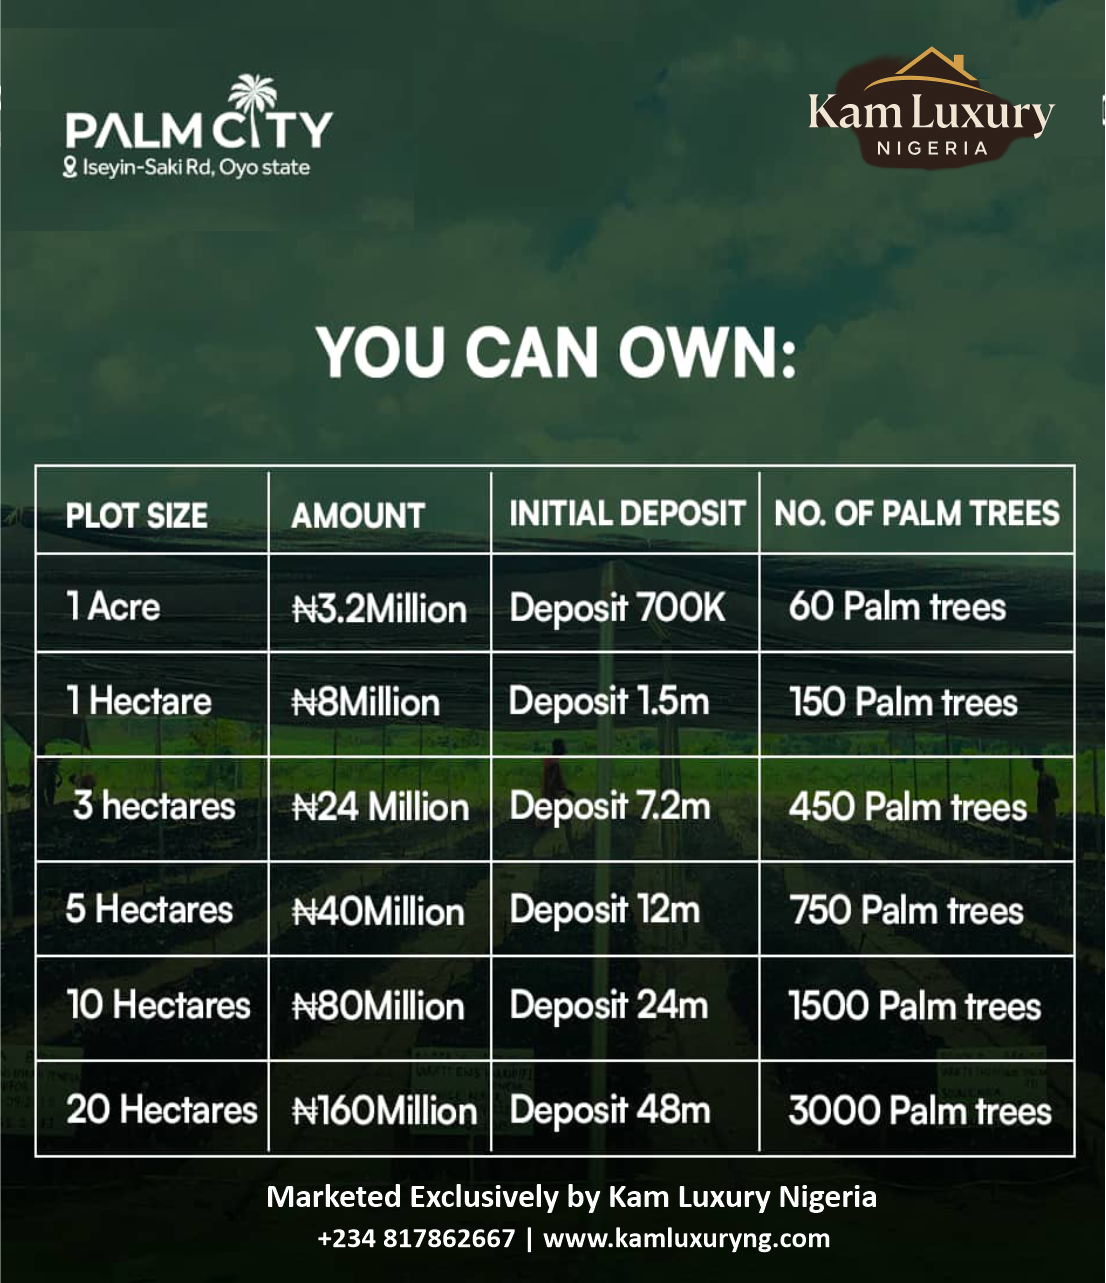 PALM CITY
Iseyin-Saki Rd, Oyo state
Kam Luxury
NIGERIA
YOU CAN OWN:
PLOT SIZE AMOUNT INITIAL DEPOSIT NO. OF PALM TREES
1 Acre ₦3.2Million Deposit 700K 60 Palm trees
1 Hectare ₦8Million Deposit 1.5m 150 Palm trees
3 hectares ₦24 Million Deposit 7.2m 450 Palm trees
5 Hectares ₦40Million Deposit 12m 750 Palm trees
10 Hectares ₦80Million Deposit 24m 1500 Palm trees
20 Hectares ₦160Million Deposit 48m 3000 Palm trees
Marketed Exclusively by Kam Luxury Nigeria
+234 817862667 | www.kamluxuryng.com